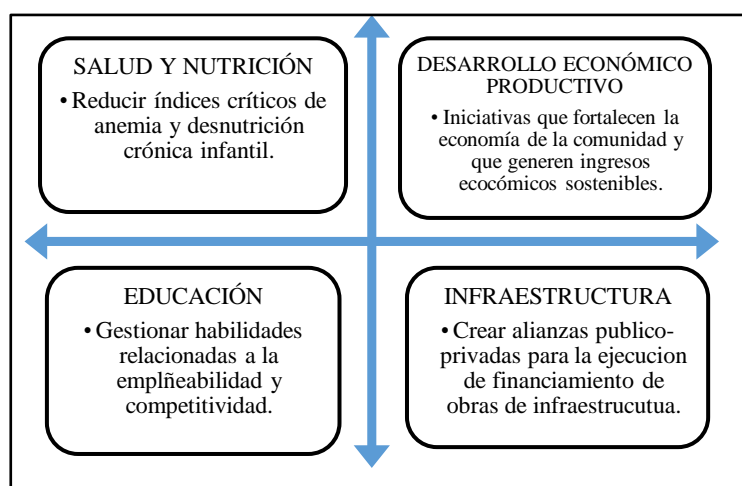 SALUD Y NUTRICIÓN
• Reducir índices críticos de
anemia y desnutrición
crónica infantil.
DESARROLLO ECONÓMICO
PRODUCTIVO
• Iniciativas que fortalecen la
economía de la comunidad y
que generen ingresos
ecocómicos sostenibles.
EDUCACIÓN
• Gestionar habilidades
relacionadas a la
emplñeabilidad y
competitividad.
INFRAESTRUCTURA
• Crear alianzas publico-
privadas para la ejecucion
de financiamiento de
obras de infraestrucutua.